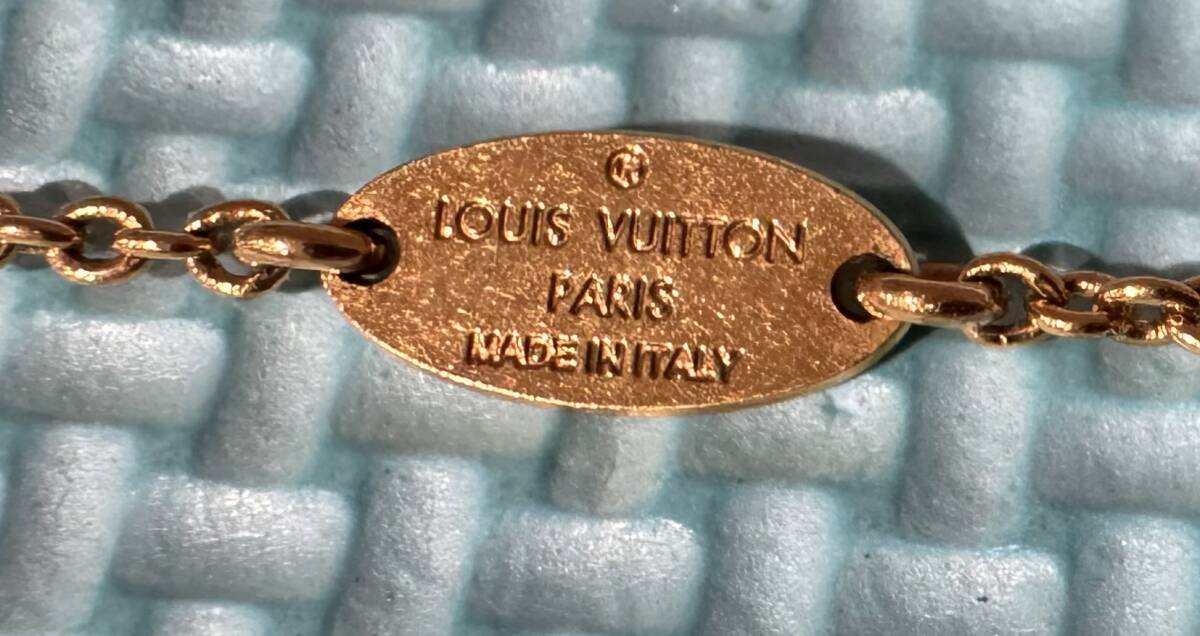 ®
LOUIS VUITTON
PARIS
MADE IN ITALY